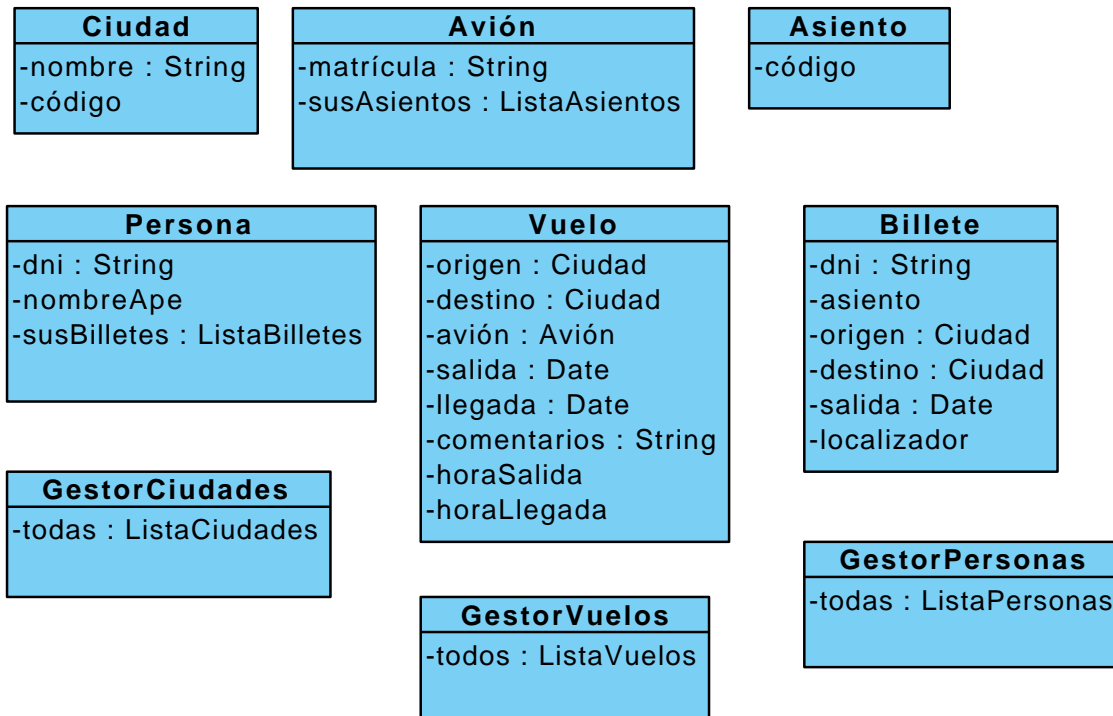 Ciudad
-nombre : String
-código
Avión
-matrícula : String
-susAsientos : ListaAsientos
Asiento
-código
Persona
-dni : String
-nombreApe
-susBilletes : ListaBilletes
Vuelo
-origen : Ciudad
-destino : Ciudad
-avión : Avión
-salida : Date
-llegada : Date
-comentarios : String
-horaSalida
-horaLlegada
Billete
-dni : String
-asiento
-origen : Ciudad
-destino : Ciudad
-salida : Date
-localizador
GestorCiudades
-todas : ListaCiudades
GestorVuelos
-todos : ListaVuelos
GestorPersonas
-todas : ListaPersonas